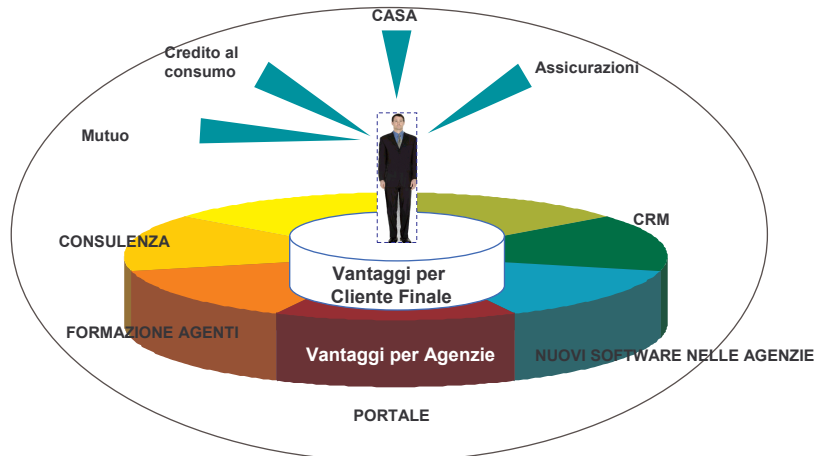 CASA
Credito al
consumo
Assicurazioni
Mutuo
CRM
CONSULENZA
Vantaggi per
Cliente Finale
FORMAZIONE AGENTI
Vantaggi per Agenzie
NUOVI SOFTWARE NELLE AGENZIE
PORTALE